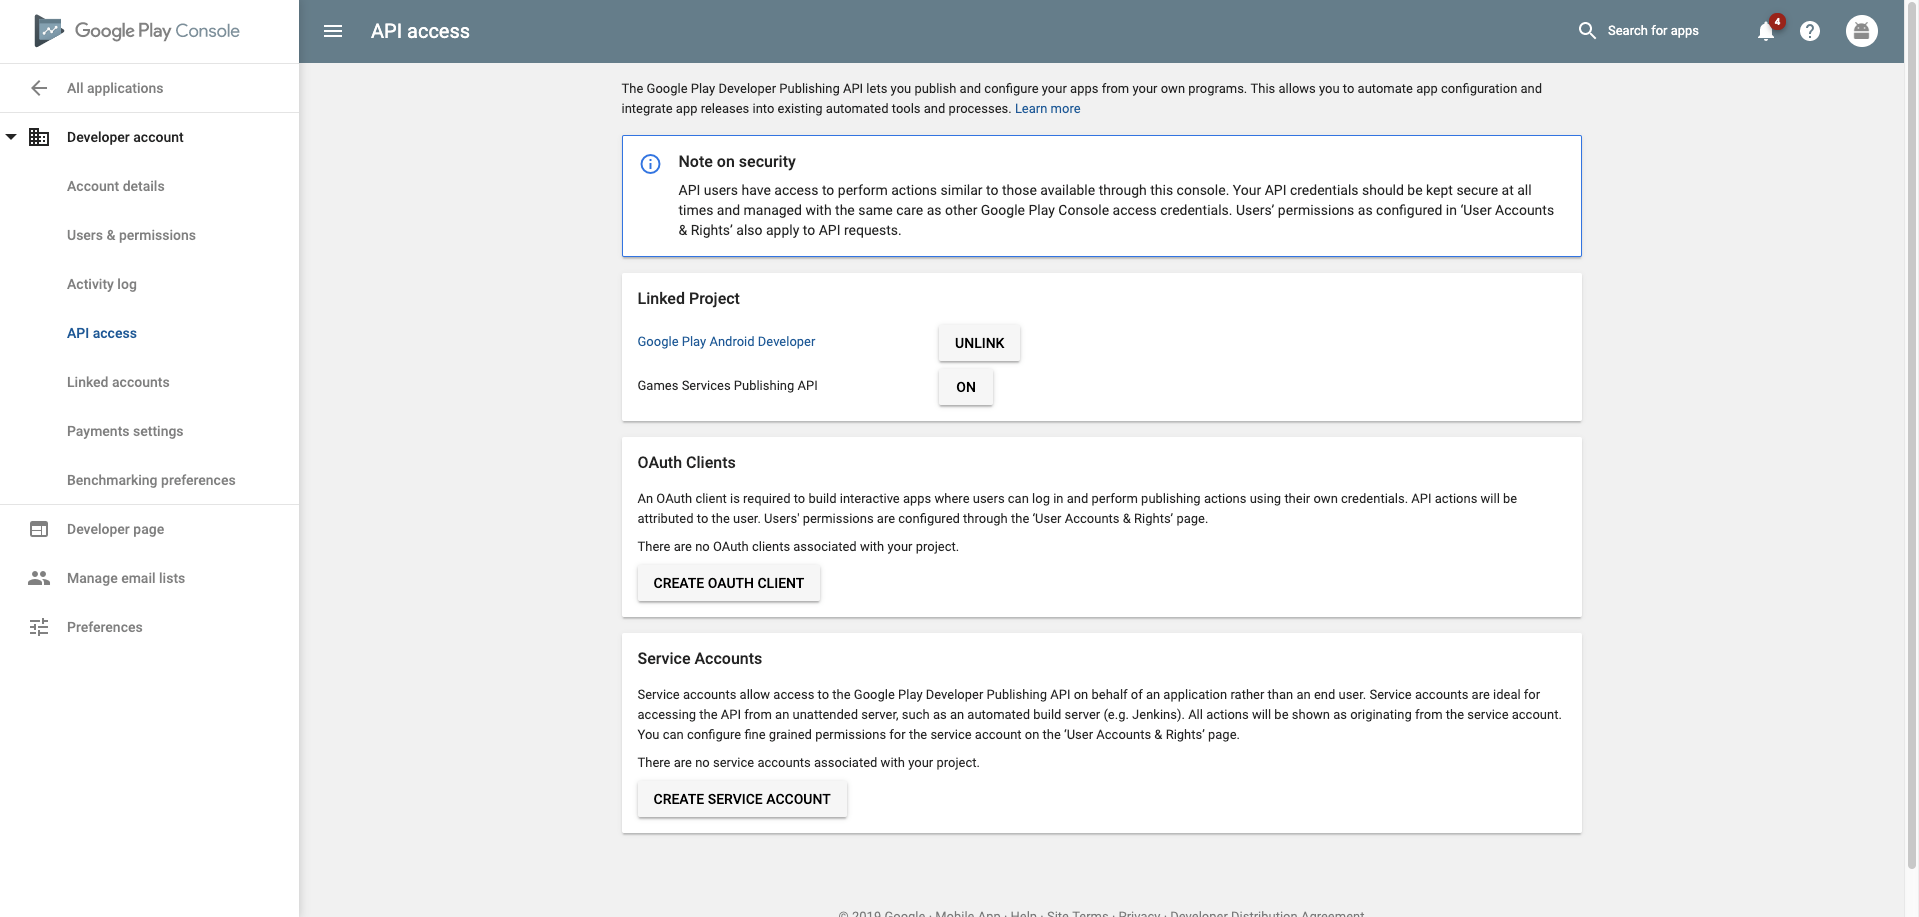 Google Play Console
API access
Search for apps
4
All applications
Developer account
Account details
Users & permissions
Activity log
API access
Linked accounts
Payments settings
Benchmarking preferences
Developer page
Manage email lists
Preferences
The Google Play Developer Publishing API lets you publish and configure your apps from your own programs. This allows you to automate app configuration and
integrate app releases into existing automated tools and processes. Learn more
Note on security
API users have access to perform actions similar to those available through this console. Your API credentials should be kept secure at all
times and managed with the same care as other Google Play Console access credentials. Users’ permissions as configured in ‘User Accounts
& Rights’ also apply to API requests.
Linked Project
Google Play Android Developer
UNLINK
Games Services Publishing API
ON
OAuth Clients
An OAuth client is required to build interactive apps where users can log in and perform publishing actions using their own credentials. API actions will be
attributed to the user. Users' permissions are configured through the ‘User Accounts & Rights’ page.
There are no OAuth clients associated with your project.
CREATE OAUTH CLIENT
Service Accounts
Service accounts allow access to the Google Play Developer Publishing API on behalf of an application rather than an end user. Service accounts are ideal for
accessing the API from an unattended server, such as an automated build server (e.g. Jenkins). All actions will be shown as originating from the service account.
You can configure fine grained permissions for the service account on the ‘User Accounts & Rights’ page.
There are no service accounts associated with your project.
CREATE SERVICE ACCOUNT
© 2019 Google · Mobile App · Help · Site Terms · Privacy · Developer Distribution Agreement